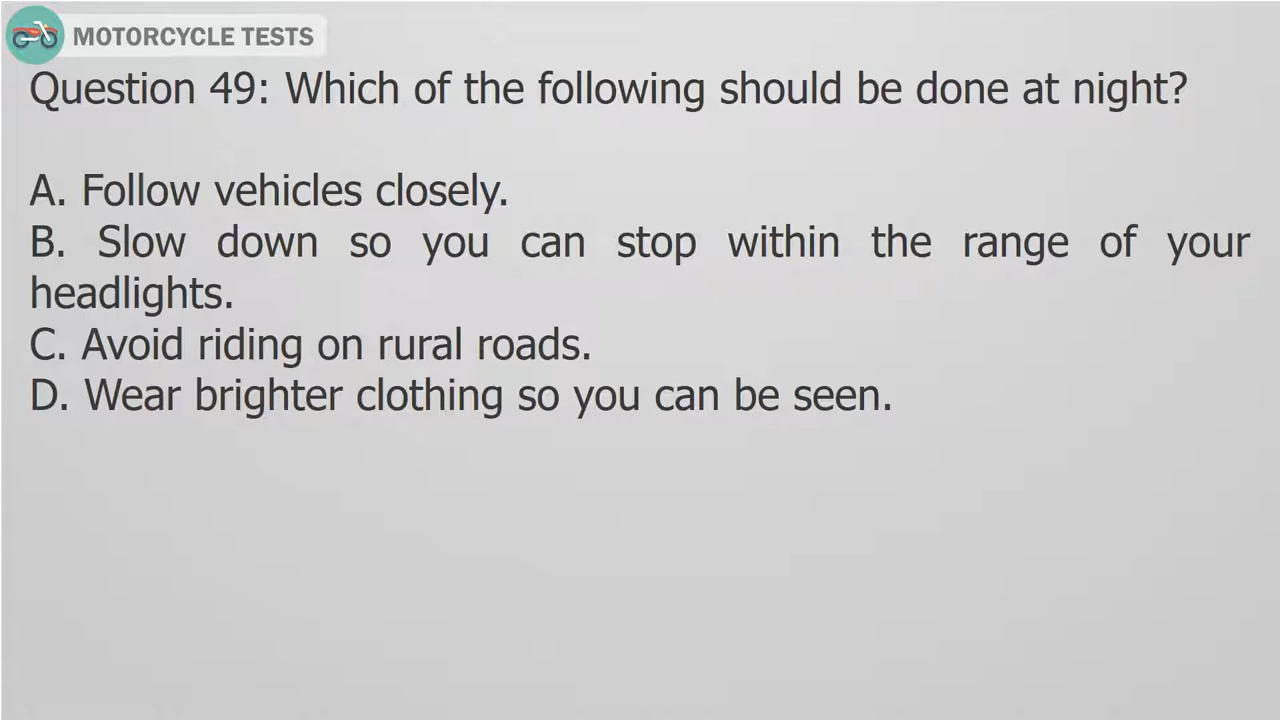 MOTORCYCLE TESTS
Question 49: Which of the following should be done at night?
A. Follow vehicles closely.
B. Slow down so you can stop within the range of your
headlights.
C. Avoid riding on rural roads.
D. Wear brighter clothing so you can be seen.